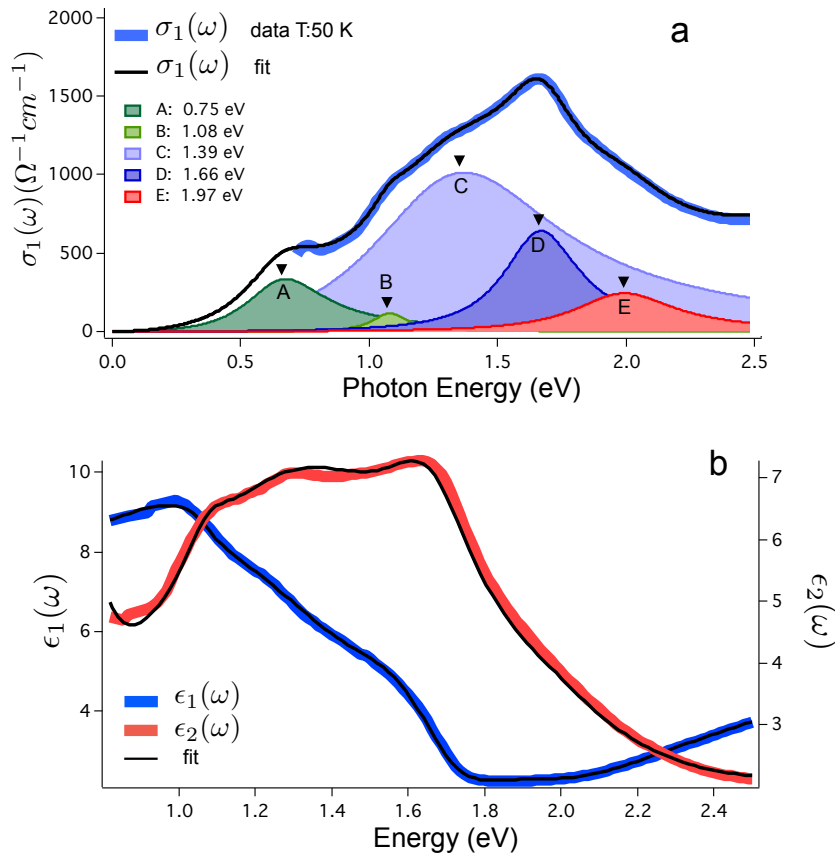 a
σ₁(ω) data T:50 K
σ₁(ω) fit
A: 0.75 eV
B: 1.08 eV
C: 1.39 eV
D: 1.66 eV
E: 1.97 eV
σ₁(ω)(Ω⁻¹cm⁻¹)
2000
1500
1000
500
0
A
B
C
D
E
0.0 0.5 1.0 1.5 2.0 2.5
Photon Energy (eV)
b
ϵ₁(ω)
10
8
6
4
ϵ₁(ω)
ϵ₂(ω)
fit
7
6
5
4
3
ϵ₂(ω)
1.0 1.2 1.4 1.6 1.8 2.0 2.2 2.4
Energy (eV)